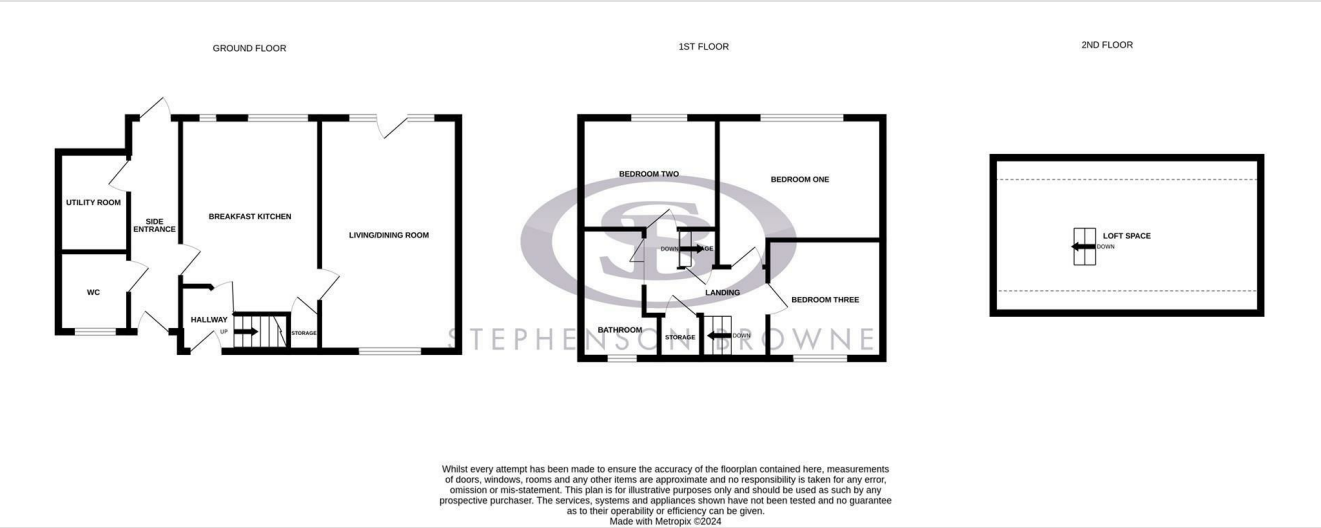 GROUND FLOOR
1ST FLOOR
2ND FLOOR
UTILITY ROOM
SIDE
ENTRANCE
WC
BREAKFAST KITCHEN
LIVING/DINING ROOM
HALLWAY
UP
STORAGE
BEDROOM TWO
BEDROOM ONE
DOWN
LANDING
BEDROOM THREE
BATHROOM
STORAGE
DOWN
LOFT SPACE
DOWN
SB
STEPHENSON BROWNE
Whilst every attempt has been made to ensure the accuracy of the floorplan contained here, measurements
of doors, windows, rooms and any other items are approximate and no responsibility is taken for any error,
omission or mis-statement. This plan is for illustrative purposes only and should be used as such by any
prospective purchaser. The services, systems and appliances shown have not been tested and no guarantee
as to their operability or efficiency can be given.
Made with Metropix ©2024